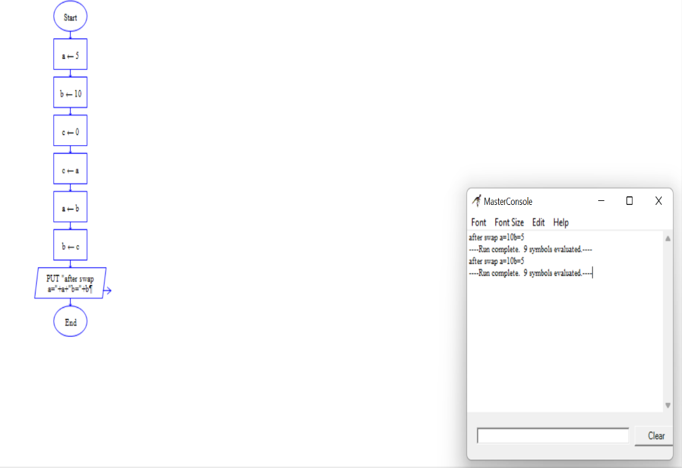 Start
a ← 5
b ← 10
c ← 0
c ← a
a ← b
b ← c
PUT "after swap
a="+a+"b="+b¶
End
MasterConsole
Font Font Size Edit Help
after swap a=10b=5
----Run complete. 9 symbols evaluated.----
after swap a=10b=5
----Run complete. 9 symbols evaluated.----
Clear